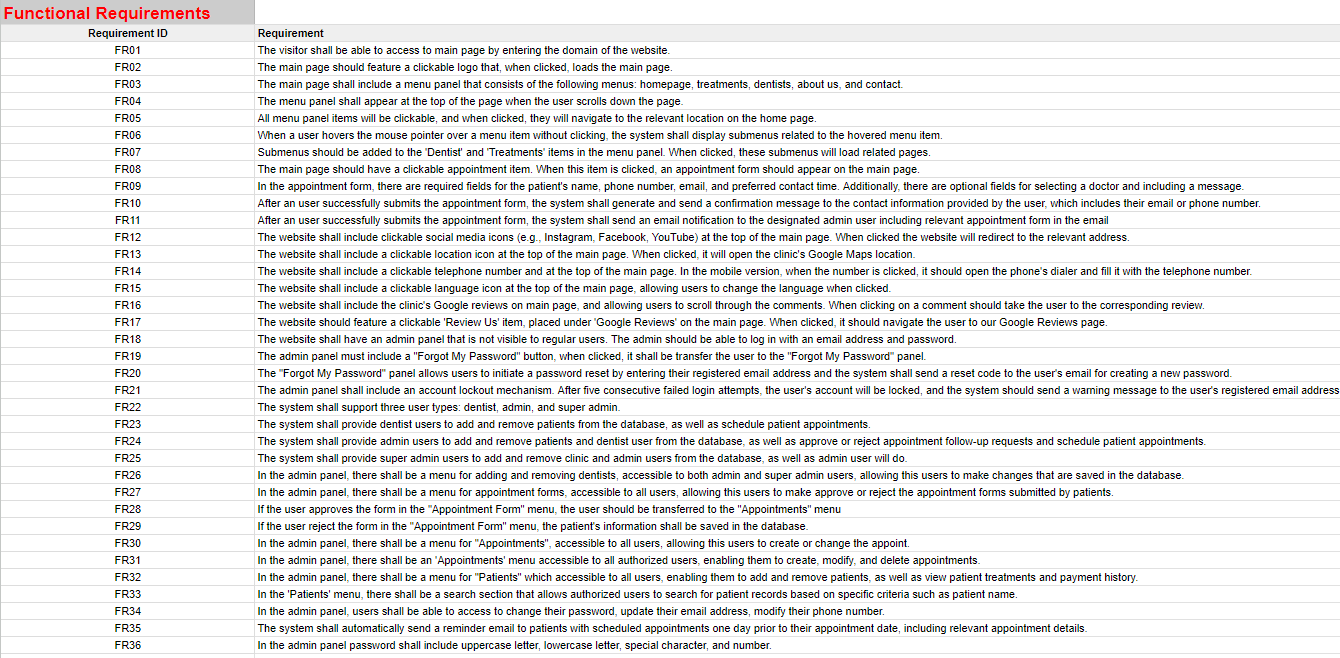 Functional Requirements
Requirement ID Requirement
FR01 The visitor shall be able to access to main page by entering the domain of the website.
FR02 The main page should feature a clickable logo that, when clicked, loads the main page.
FR03 The main page shall include a menu panel that consists of the following menus: homepage, treatments, dentists, about us, and contact.
FR04 The menu panel shall appear at the top of the page when the user scrolls down the page.
FR05 All menu panel items will be clickable, and when clicked, they will navigate to the relevant location on the home page.
FR06 When a user hovers the mouse pointer over a menu item without clicking, the system shall display submenus related to the hovered menu item.
FR07 Submenus should be added to the 'Dentist' and 'Treatments' items in the menu panel. When clicked, these submenus will load related pages.
FR08 The main page should have a clickable appointment item. When this item is clicked, an appointment form should appear on the main page.
FR09 In the appointment form, there are required fields for the patient's name, phone number, email, and preferred contact time. Additionally, there are optional fields for selecting a doctor and including a message.
FR10 After an user successfully submits the appointment form, the system shall generate and send a confirmation message to the contact information provided by the user, which includes their email or phone number.
FR11 After an user successfully submits the appointment form, the system shall send an email notification to the designated admin user including relevant appointment form in the email
FR12 The website shall include clickable social media icons (e.g., Instagram, Facebook, YouTube) at the top of the main page. When clicked the website will redirect to the relevant address.
FR13 The website shall include a clickable location icon at the top of the main page. When clicked, it will open the clinic's Google Maps location.
FR14 The website shall include a clickable telephone number and at the top of the main page. In the mobile version, when the number is clicked, it should open the phone's dialer and fill it with the telephone number.
FR15 The website shall include a clickable language icon at the top of the main page, allowing users to change the language when clicked.
FR16 The website shall include the clinic's Google reviews on main page, and allowing users to scroll through the comments. When clicking on a comment should take the user to the corresponding review.
FR17 The website should feature a clickable 'Review Us' item, placed under 'Google Reviews' on the main page. When clicked, it should navigate the user to our Google Reviews page.
FR18 The website shall have an admin panel that is not visible to regular users. The admin should be able to log in with an email address and password.
FR19 The admin panel must include a "Forgot My Password" button, when clicked, it shall be transfer the user to the "Forgot My Password" panel.
FR20 The "Forgot My Password" panel allows users to initiate a password reset by entering their registered email address and the system shall send a reset code to the user's email for creating a new password.
FR21 The admin panel shall include an account lockout mechanism. After five consecutive failed login attempts, the user's account will be locked, and the system should send a warning message to the user's registered email address
FR22 The system shall support three user types: dentist, admin, and super admin.
FR23 The system shall provide dentist users to add and remove patients from the database, as well as schedule patient appointments.
FR24 The system shall provide admin users to add and remove patients and dentist user from the database, as well as approve or reject appointment follow-up requests and schedule patient appointments.
FR25 The system shall provide super admin users to add and remove clinic and admin users from the database, as well as admin user will do.
FR26 In the admin panel, there shall be a menu for adding and removing dentists, accessible to both admin and super admin users, allowing this users to make changes that are saved in the database.
FR27 In the admin panel, there shall be a menu for appointment forms, accessible to all users, allowing this users to make approve or reject the appointment forms submitted by patients.
FR28 If the user approves the form in the "Appointment Form" menu, the user should be transferred to the "Appointments" menu
FR29 If the user reject the form in the "Appointment Form" menu, the patient's information shall be saved in the database.
FR30 In the admin panel, there shall be a menu for "Appointments", accessible to all users, allowing this users to create or change the appoint.
FR31 In the admin panel, there shall be an 'Appointments' menu accessible to all authorized users, enabling them to create, modify, and delete appointments.
FR32 In the admin panel, there shall be a menu for "Patients" which accessible to all users, enabling them to add and remove patients, as well as view patient treatments and payment history.
FR33 In the 'Patients' menu, there shall be a search section that allows authorized users to search for patient records based on specific criteria such as patient name.
FR34 In the admin panel, users shall be able to access to change their password, update their email address, modify their phone number.
FR35 The system shall automatically send a reminder email to patients with scheduled appointments one day prior to their appointment date, including relevant appointment details.
FR36 In the admin panel password shall include uppercase letter, lowercase letter, special character, and number.